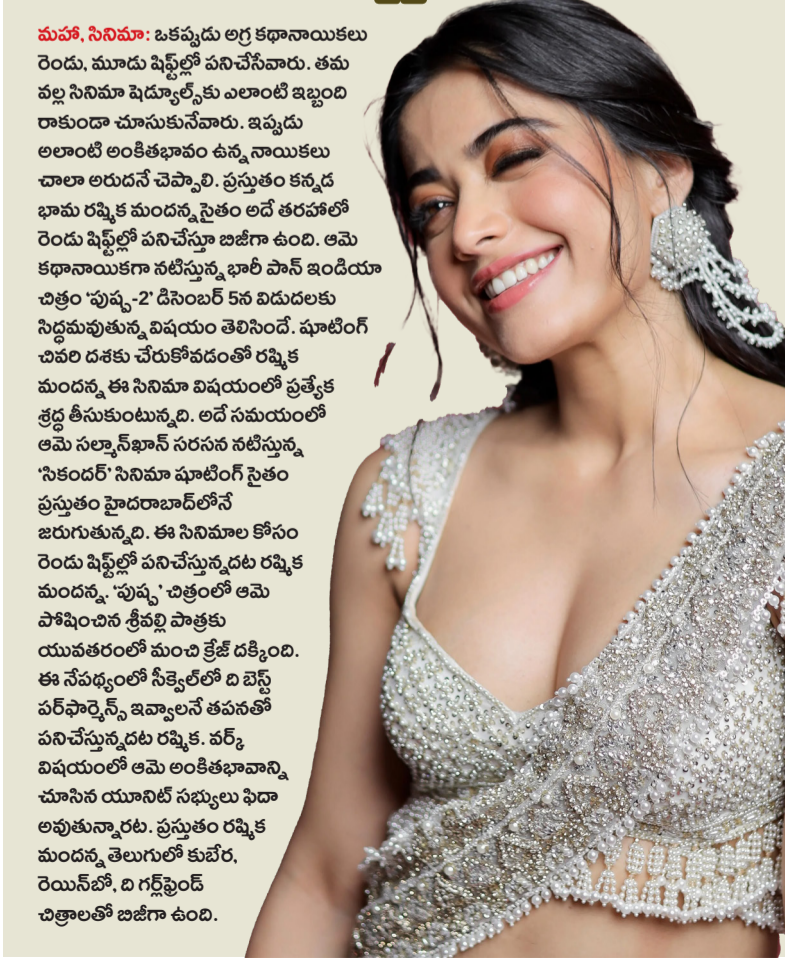 మహా, సినిమా: ఒకప్పుడు అగ్ర కథానాయికలు
రెండు, మూడు షిఫ్ట్‌ల్లో పనిచేసేవారు. తమ
వల్ల సినిమా షెడ్యూల్స్‌కు ఎలాంటి ఇబ్బంది
రాకుండా చూసుకునేవారు. ఇప్పుడు
అలాంటి అంకితభావం ఉన్న నాయికలు
చాలా అరుదనే చెప్పాలి. ప్రస్తుతం కన్నడ
భామ రష్మిక మందన్న సైతం అదే తరహాలో
రెండు షిఫ్ట్‌ల్లో పనిచేస్తూ బిజీగా ఉంది. ఆమె
కథానాయికగా నటిస్తున్న భారీ పాన్ ఇండియా
చిత్రం ‘పుష్ప-2’ డిసెంబర్ 5న విడుదలకు
సిద్ధమవుతున్న విషయం తెలిసిందే. షూటింగ్
చివరి దశకు చేరుకోవడంతో రష్మిక
మందన్న ఈ సినిమా విషయంలో ప్రత్యేక
శ్రద్ధ తీసుకుంటున్నది. అదే సమయంలో
ఆమె సల్మాన్‌ఖాన్ సరసన నటిస్తున్న
‘సికందర్’ సినిమా షూటింగ్ సైతం
ప్రస్తుతం హైదరాబాద్‌లోనే
జరుగుతున్నది. ఈ సినిమాల కోసం
రెండు షిఫ్ట్‌ల్లో పనిచేస్తున్నదట రష్మిక
మందన్న. ‘పుష్ప’ చిత్రంలో ఆమె
పోషించిన శ్రీవల్లి పాత్రకు
యువతరంలో మంచి క్రేజ్ దక్కింది.
ఈ నేపథ్యంలో సీక్వెల్‌లో ది బెస్ట్
పర్‌ఫార్మెన్స్ ఇవ్వాలనే తపనతో
పనిచేస్తున్నదట రష్మిక. వర్క్
విషయంలో ఆమె అంకితభావాన్ని
చూసిన యూనిట్ సభ్యులు ఫిదా
అవుతున్నారట. ప్రస్తుతం రష్మిక
మందన్న తెలుగులో కుబేర,
రెయిన్‌బో, ది గర్ల్‌ఫ్రెండ్
చిత్రాలతో బిజీగా ఉంది.